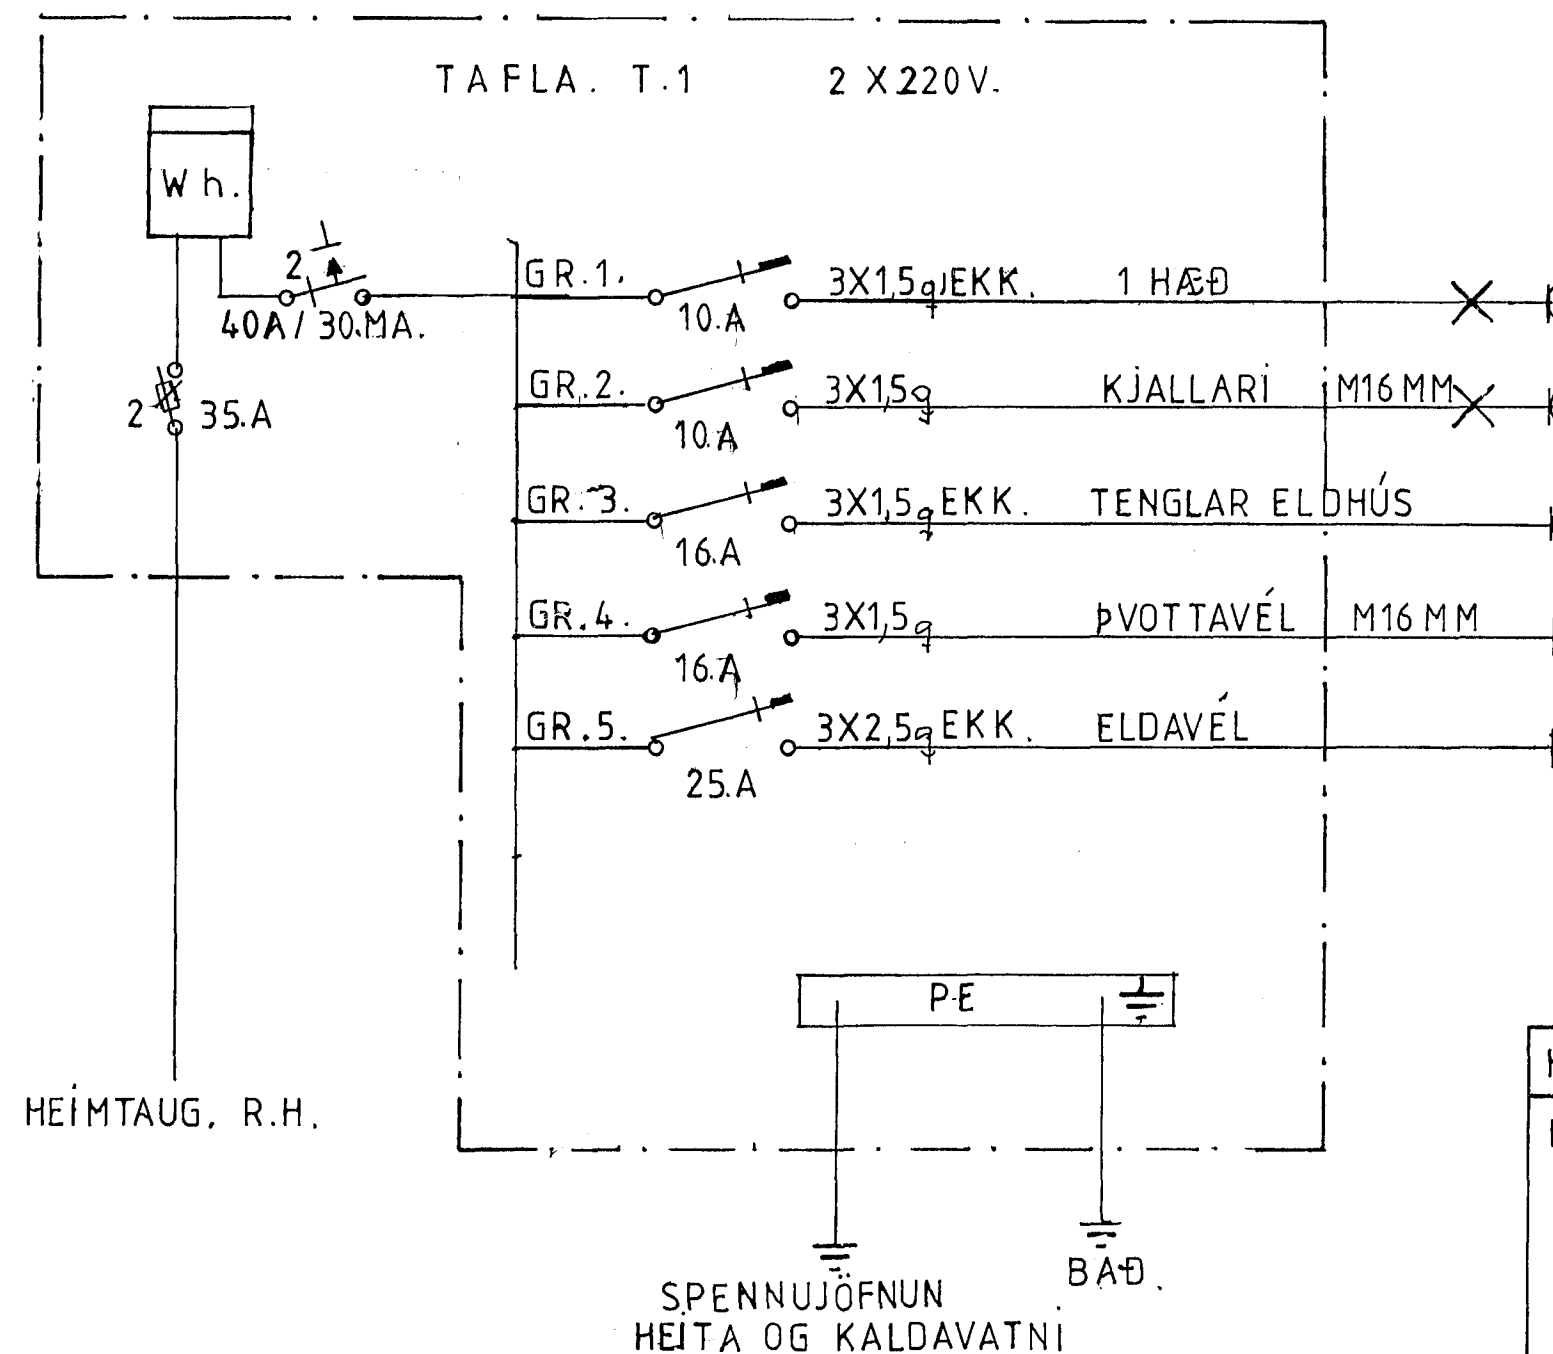 TAFLA. T.1 2 X 220V.
Wh.
2
40A / 30.MA.
2 35.A
GR.1. 10.A 3X1,5q EKK. 1 HÆÐ
GR.2. 10.A 3X1,5q KJALLARI M16 MM
GR.3. 16.A 3X1,5q EKK. TENGLAR ELDHÚS
GR.4. 16.A 3X1,5q ÞVOTTAVÉL M16 MM
GR.5. 25.A 3X2,5q EKK. ELDAVÉL
PE
HEIMTAUG. R.H.
BAÐ.
SPENNUJÖFNUN
HEITA OG KALDAVATNI